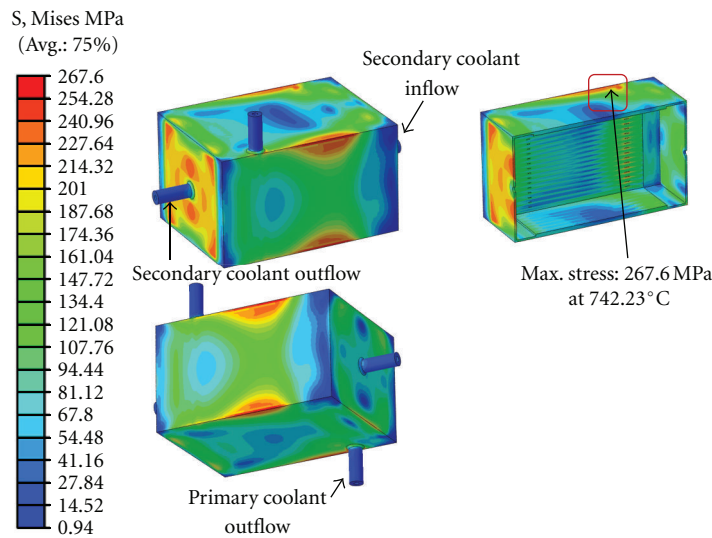 S, Mises MPa
(Avg.: 75%)
267.6
254.28
240.96
227.64
214.32
201
187.68
174.36
161.04
147.72
134.4
121.08
107.76
94.44
81.12
67.8
54.48
41.16
27.84
14.52
0.94
Secondary coolant
inflow
Secondary coolant outflow
Max. stress: 267.6 MPa
at 742.23°C
Primary coolant
outflow